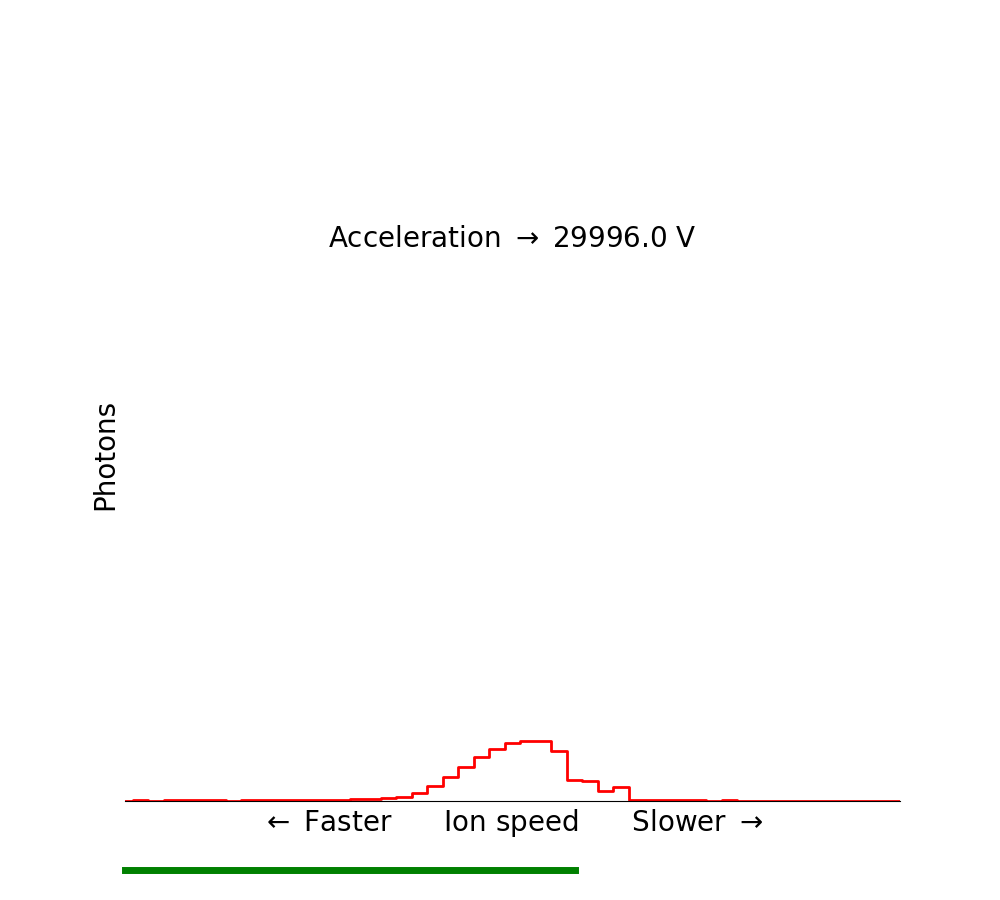 Acceleration → 29996.0 V
Photons
← Faster Ion speed Slower →